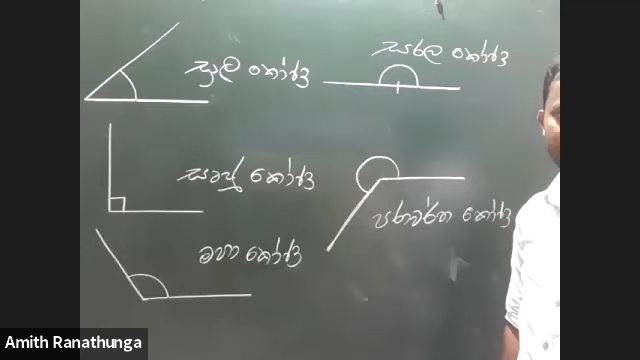 සුලු කෝණ
සරල කෝණ
සෘජු කෝණ
පරාවර්ත කෝණ
මහා කෝණ
Amith Ranathunga